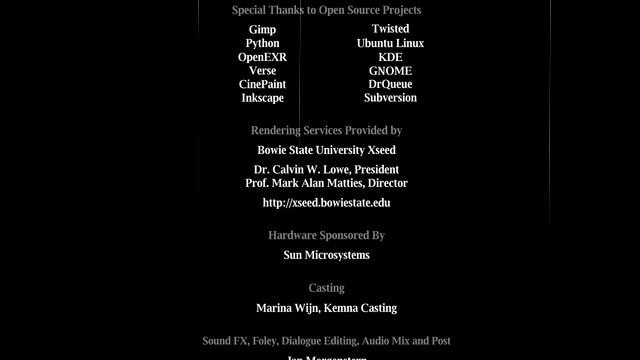 Special Thanks to Open Source Projects
Gimp Twisted
Python Ubuntu Linux
OpenEXR KDE
Verse GNOME
CinePaint DrQueue
Inkscape Subversion
Rendering Services Provided by
Bowie State University Xseed
Dr. Calvin W. Lowe, President
Prof. Mark Alan Matties, Director
http://xseed.bowiestate.edu
Hardware Sponsored By
Sun Microsystems
Casting
Marina Wijn, Kemna Casting
Sound FX, Foley, Dialogue Editing, Audio Mix and Post
Jan Morgenstern